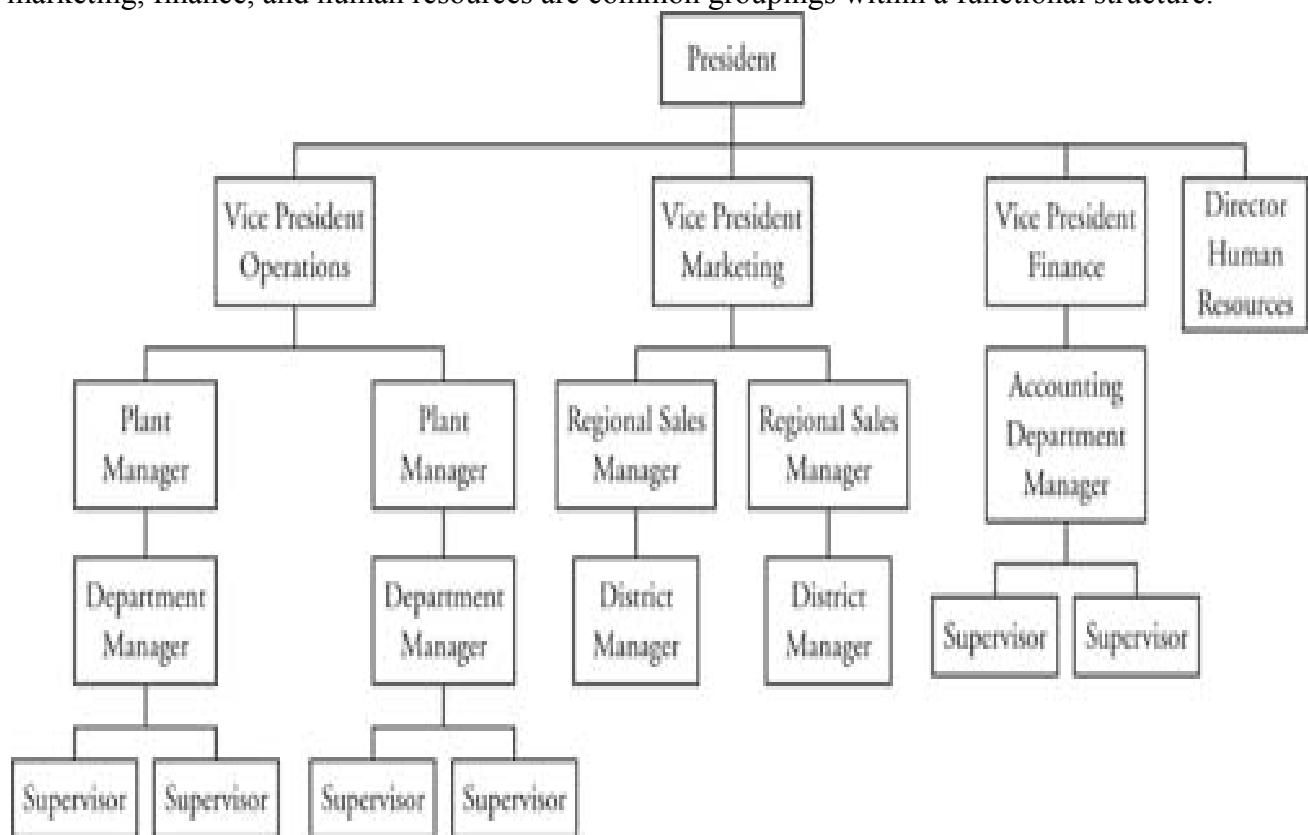 marketing, finance, and human resources are common groupings within a functional structure.
President
Vice President
Operations
Vice President
Marketing
Vice President
Finance
Director
Human
Resources
Plant
Manager
Plant
Manager
Regional Sales
Manager
Regional Sales
Manager
Accounting
Department
Manager
Department
Manager
Department
Manager
District
Manager
District
Manager
Supervisor
Supervisor
Supervisor
Supervisor
Supervisor
Supervisor